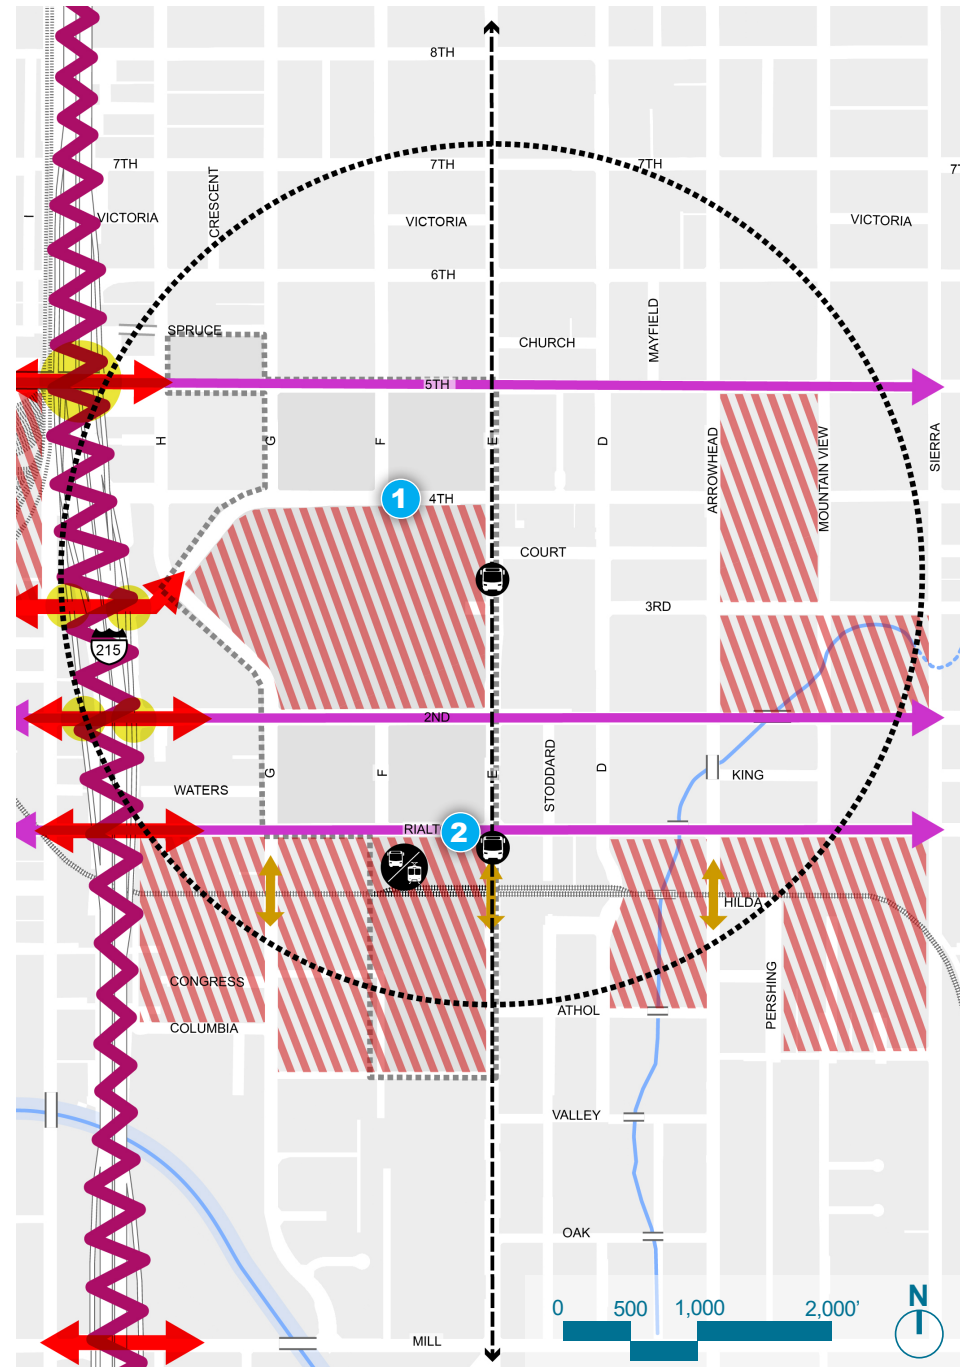 8TH
7TH
7TH
7TH
7T
CRESCENT
I
VICTORIA
VICTORIA
VICTORIA
6TH
SPRUCE
CHURCH
MAYFIELD
5TH
H
G
F
E
D
ARROWHEAD
MOUNTAIN VIEW
SIERRA
1
4TH
COURT
3RD
215
2ND
G
F
E
STODDARD
D
KING
WATERS
RIALT
2
HILDA
CONGRESS
PERSHING
ATHOL
COLUMBIA
VALLEY
OAK
MILL
0 500 1,000 2,000'
N